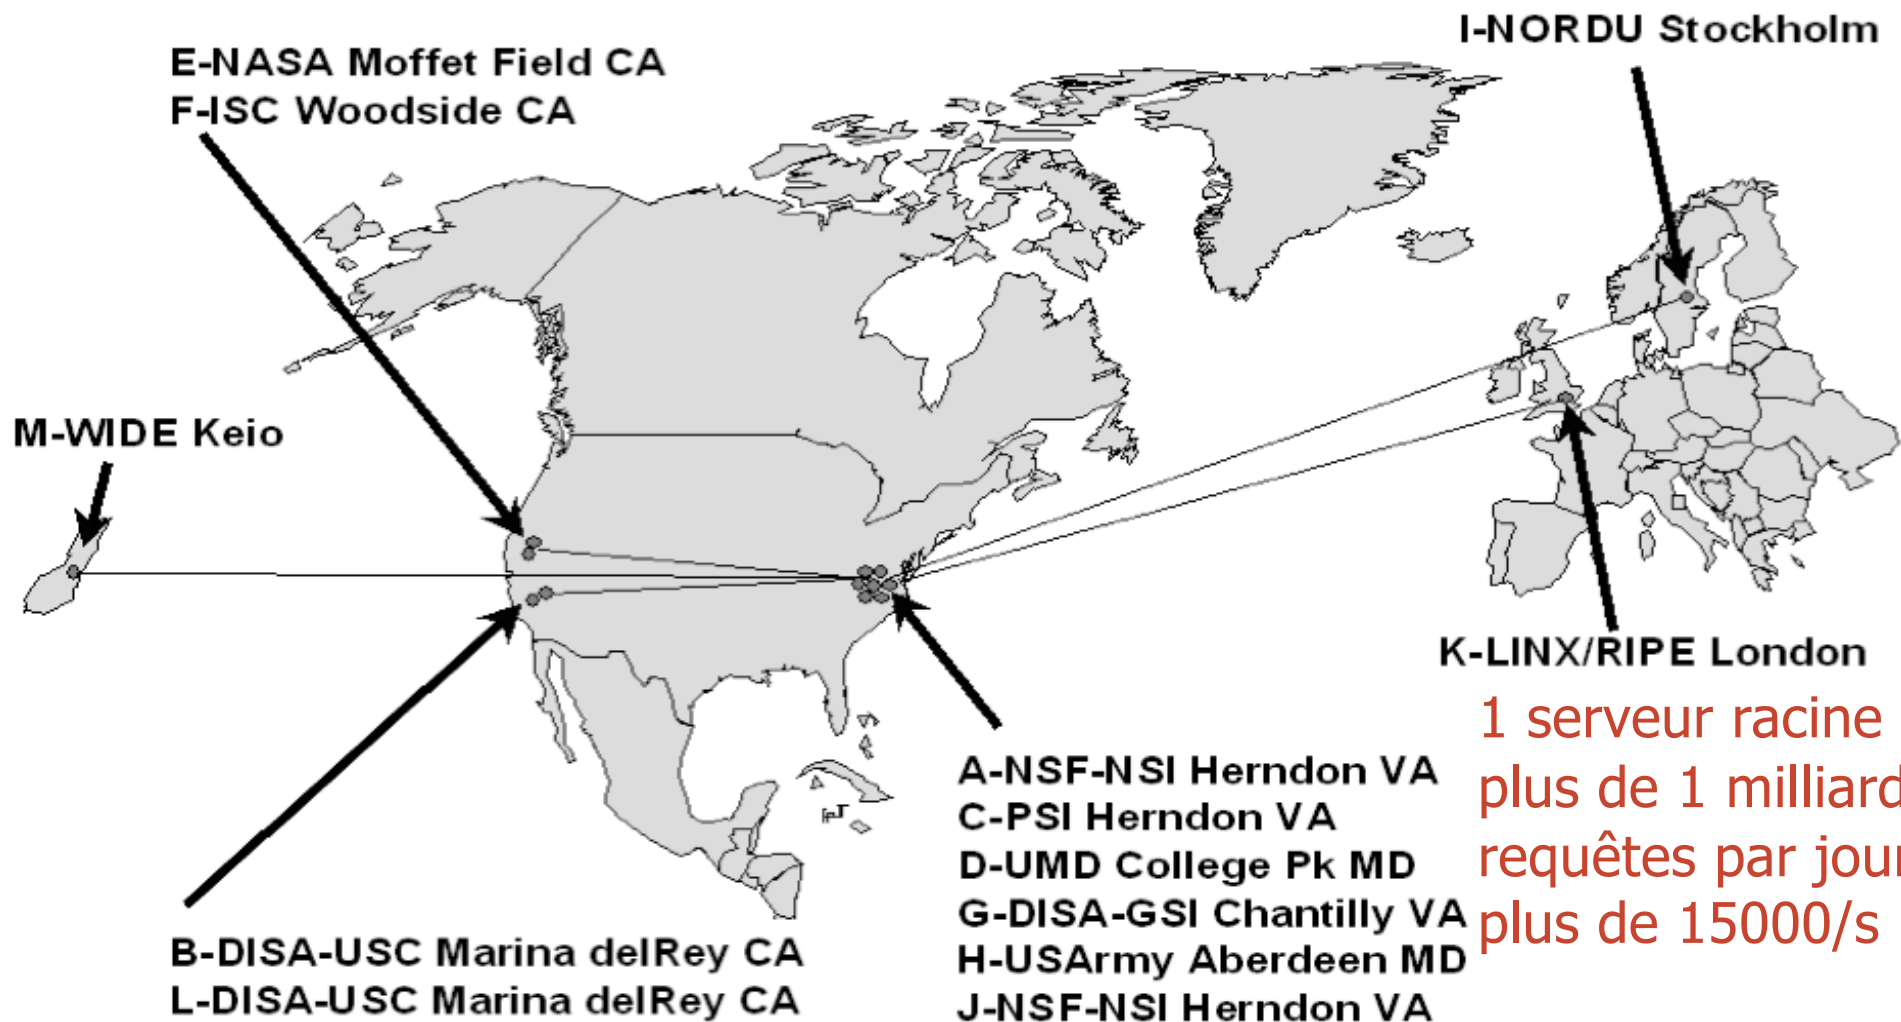 E-NASA Moffet Field CA
F-ISC Woodside CA
I-NORDU Stockholm
M-WIDE Keio
K-LINX/RIPE London
1 serveur racine
plus de 1 milliard
requêtes par jour
plus de 15000/s
A-NSF-NSI Herndon VA
C-PSI Herndon VA
D-UMD College Pk MD
G-DISA-GSI Chantilly VA
H-USArmy Aberdeen MD
J-NSF-NSI Herndon VA
B-DISA-USC Marina delRey CA
L-DISA-USC Marina delRey CA